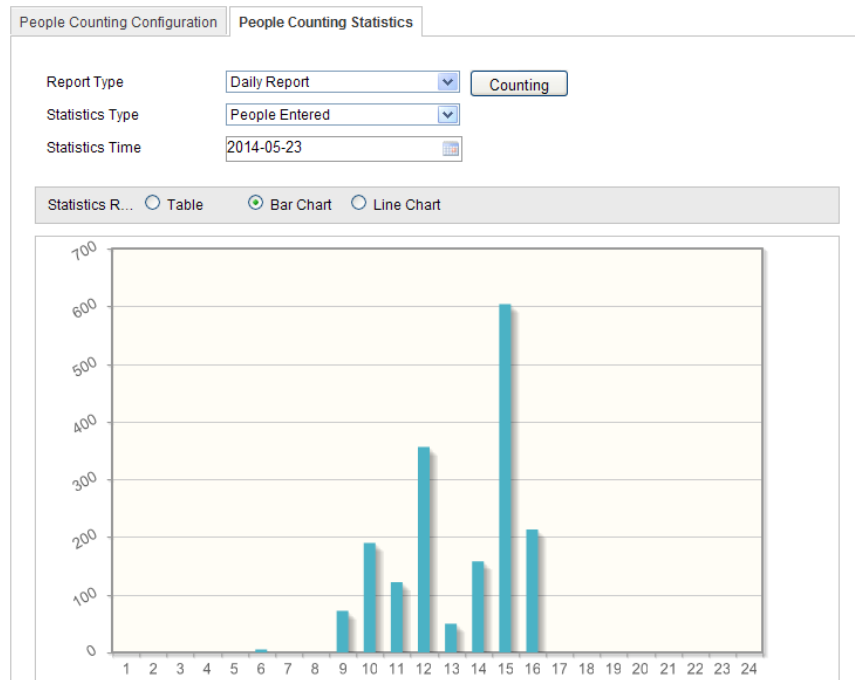 People Counting Configuration People Counting Statistics
Report Type Daily Report Counting
Statistics Type People Entered
Statistics Time 2014-05-23
Statistics R... Table Bar Chart Line Chart
700
600
500
400
300
200
100
0
1 2 3 4 5 6 7 8 9 10 11 12 13 14 15 16 17 18 19 20 21 22 23 24